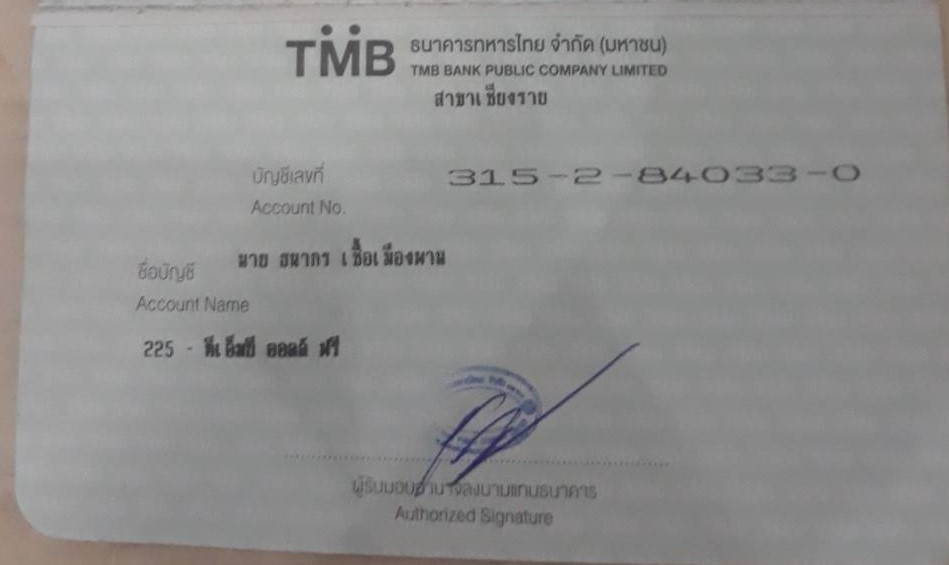 TMB ธนาคารทหารไทย จำกัด (มหาชน)
TMB BANK PUBLIC COMPANY LIMITED
สาขาเชียงราย
บัญชีเลขที่ 315-2-84033-0
Account No.
ชื่อบัญชี นาย ธนากร เชื้อเมืองพาน
Account Name
225 - ทีเอ็มบี ออลล์ ฟรี
ผู้รับมอบอำนาจลงนามแทนธนาคาร
Authorized Signature